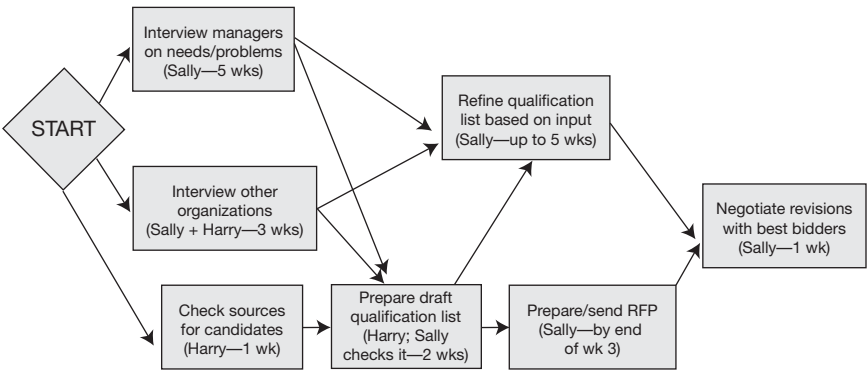 START
Interview managers
on needs/problems
(Sally—5 wks)
Interview other
organizations
(Sally + Harry—3 wks)
Check sources
for candidates
(Harry—1 wk)
Prepare draft
qualification list
(Harry; Sally
checks it—2 wks)
Refine qualification
list based on input
(Sally—up to 5 wks)
Prepare/send RFP
(Sally—by end
of wk 3)
Negotiate revisions
with best bidders
(Sally—1 wk)